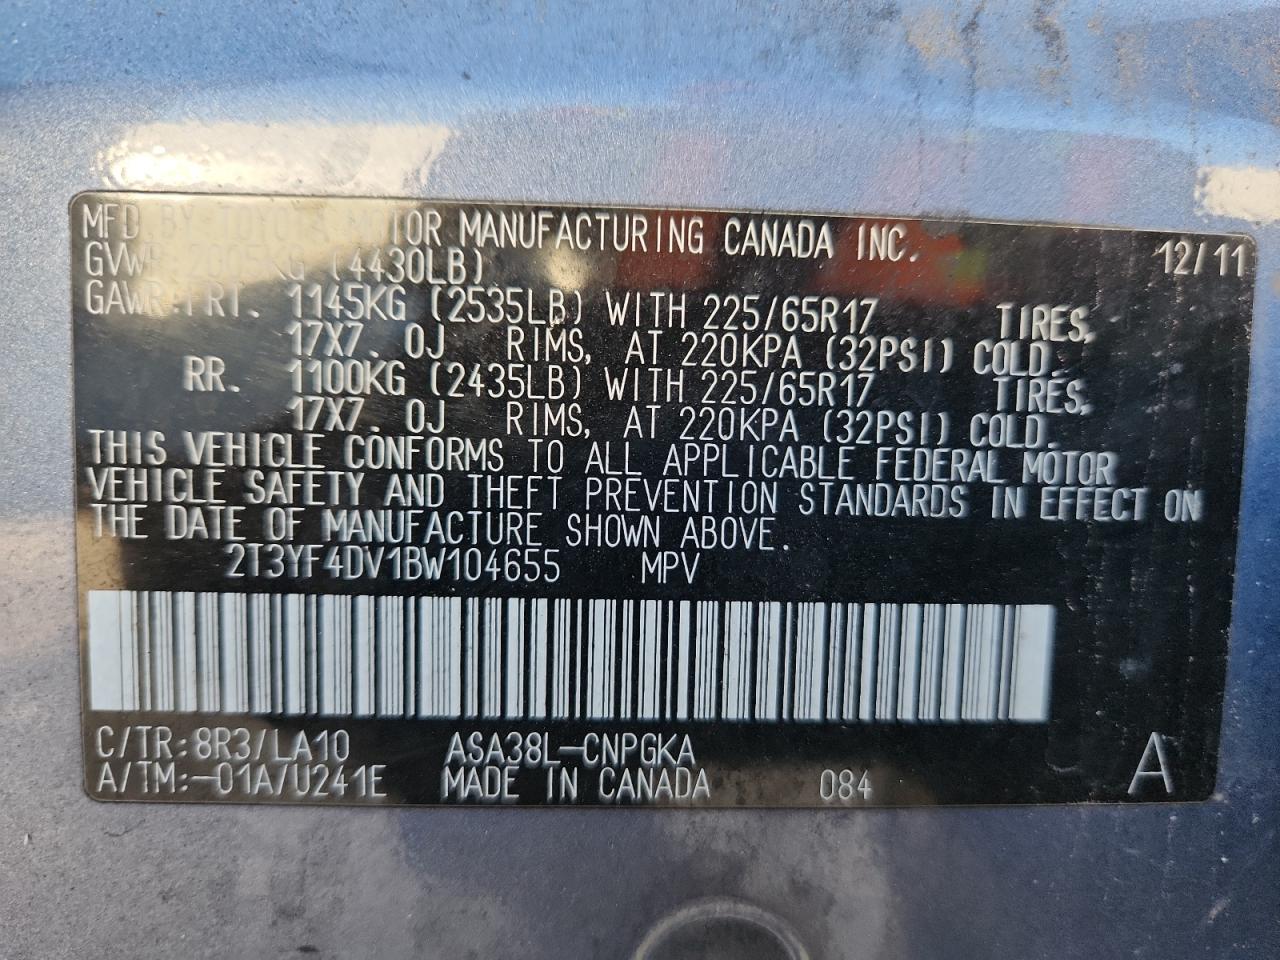 MFD. BY TOYOTA MOTOR MANUFACTURING CANADA INC. 12/11
GVWR 2005KG (4430LB)
GAWR FRT. 1145KG (2535LB) WITH 225/65R17 TIRES,
17X7.0J RIMS, AT 220KPA (32PSI) COLD.
RR. 1100KG (2435LB) WITH 225/65R17 TIRES,
17X7.0J RIMS, AT 220KPA (32PSI) COLD.
THIS VEHICLE CONFORMS TO ALL APPLICABLE FEDERAL MOTOR
VEHICLE SAFETY AND THEFT PREVENTION STANDARDS IN EFFECT ON
THE DATE OF MANUFACTURE SHOWN ABOVE.
2T3YF4DV1BW104655 MPV
C/TR:8R3/LA10 ASA38L-CNPGKA
A/TM:-01A/U241E MADE IN CANADA 084 A